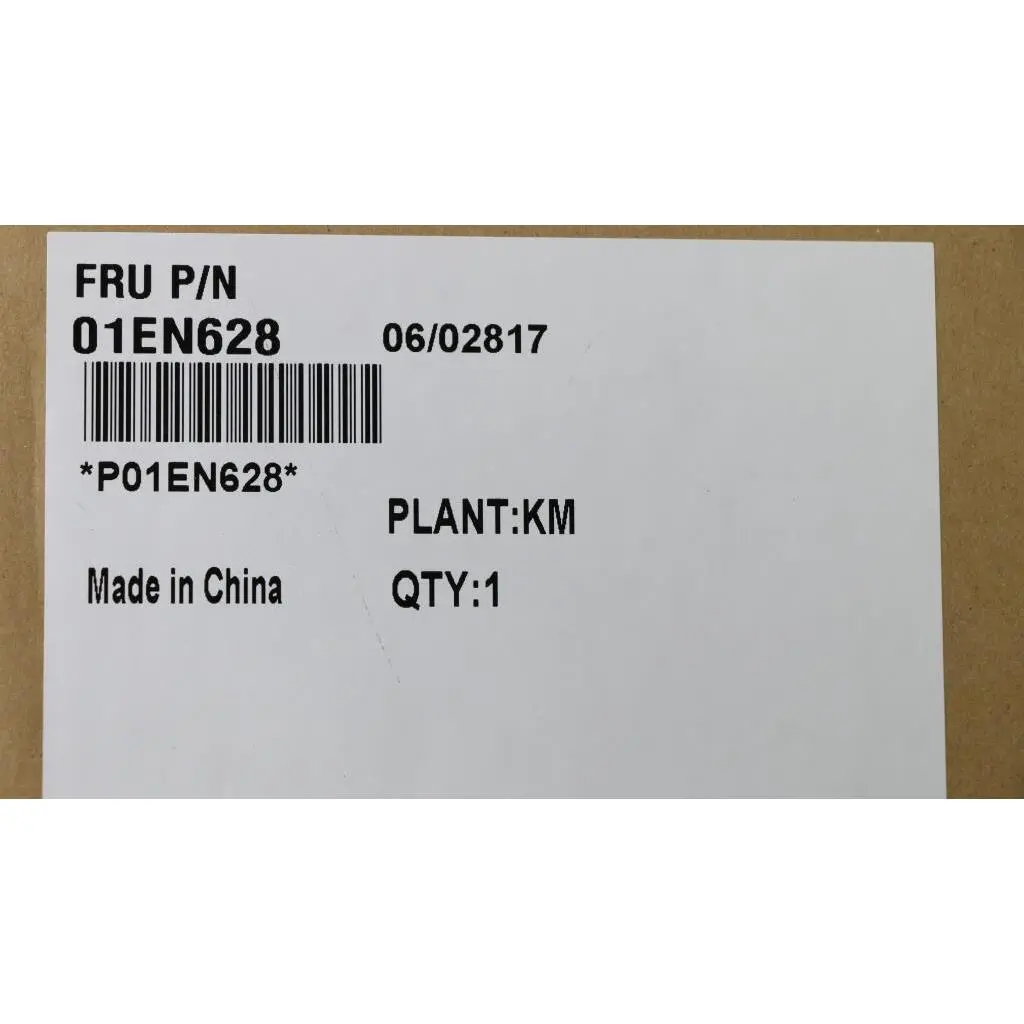 FRU P/N
01EN628 06/02817
*P01EN628*
PLANT:KM
Made in China QTY:1